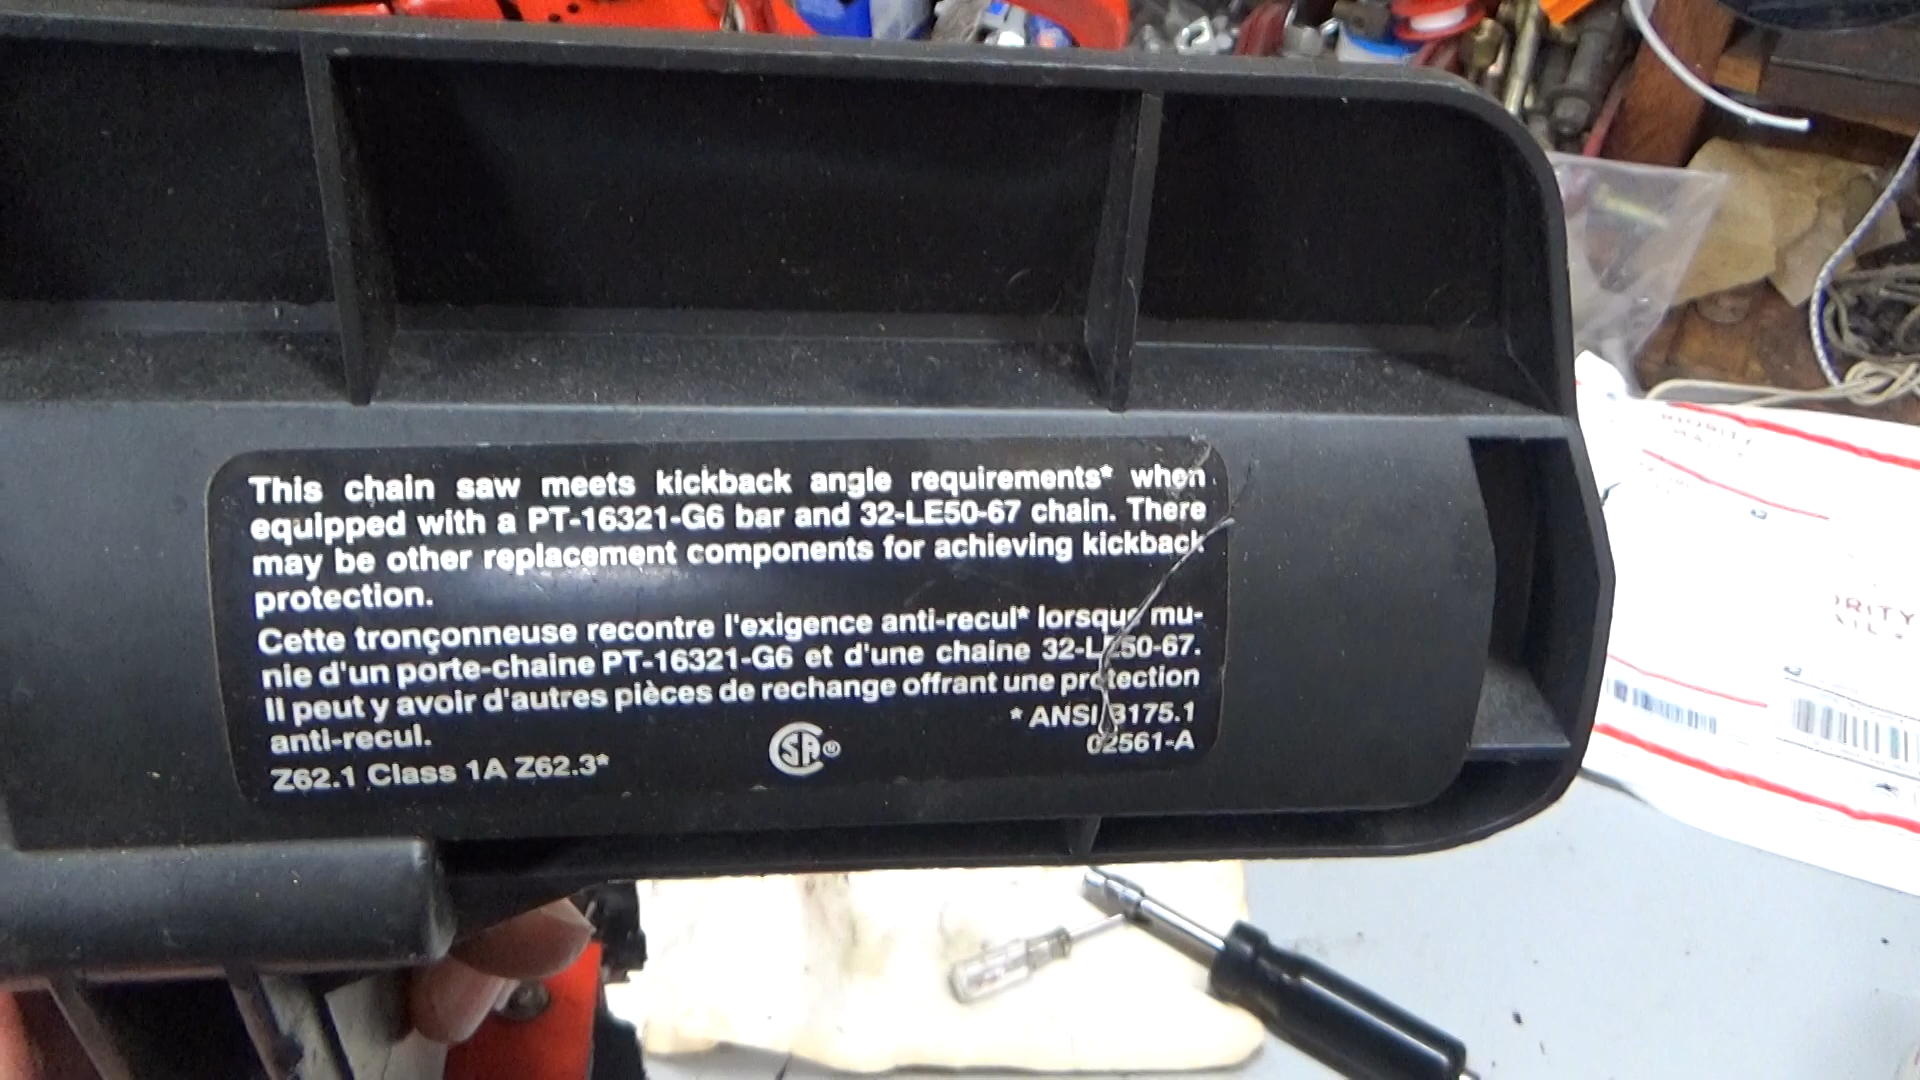 This chain saw meets kickback angle requirements* when
equipped with a PT-16321-G6 bar and 32-LE50-67 chain. There
may be other replacement components for achieving kickback
protection.
Cette tronçonneuse recontre l'exigence anti-recul* lorsque mu-
nie d'un porte-chaine PT-16321-G6 et d'une chaine 32-LE50-67.
Il peut y avoir d'autres pièces de rechange offrant une protection
anti-recul.
* ANSI B175.1
Z62.1 Class 1A Z62.3*
CSA®
02561-A
PRIORITY
MAIL